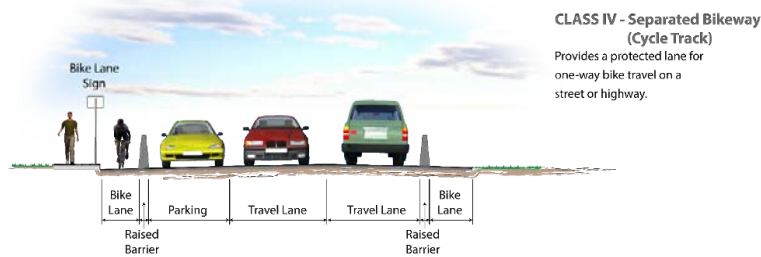 CLASS IV - Separated Bikeway
(Cycle Track)
Provides a protected lane for
one-way bike travel on a
street or highway.
Bike Lane
Sign
Bike
Lane
Parking
Travel Lane
Travel Lane
Bike
Lane
Raised
Barrier
Raised
Barrier